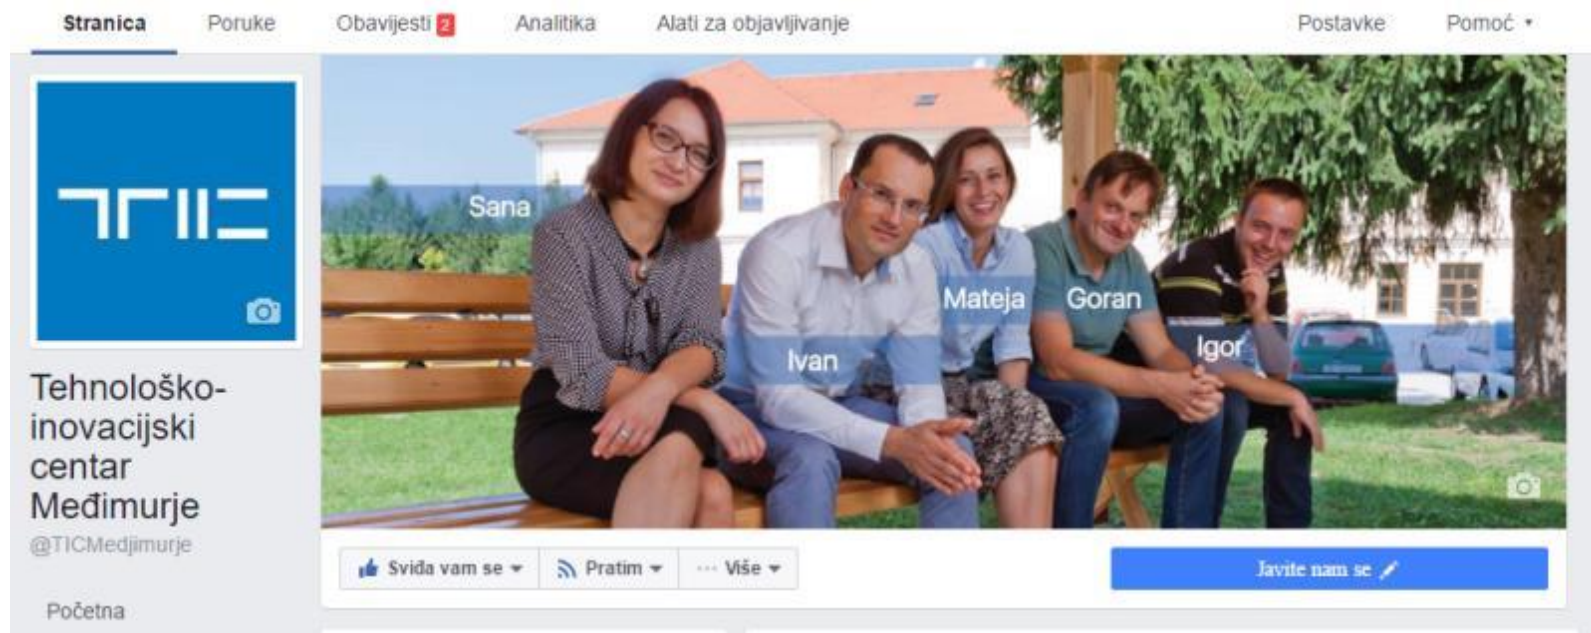 Stranica Poruke Obavijesti 2 Analitika Alati za objavljivanje Postavke Pomoć
TIC
Sana
Mateja Goran
Igor
Ivan
Tehnološko-
inovacijski
centar
Međimurje
@TICMedjimurje
Sviđa vam se Pratim ··· Više Javite nam se
Početna